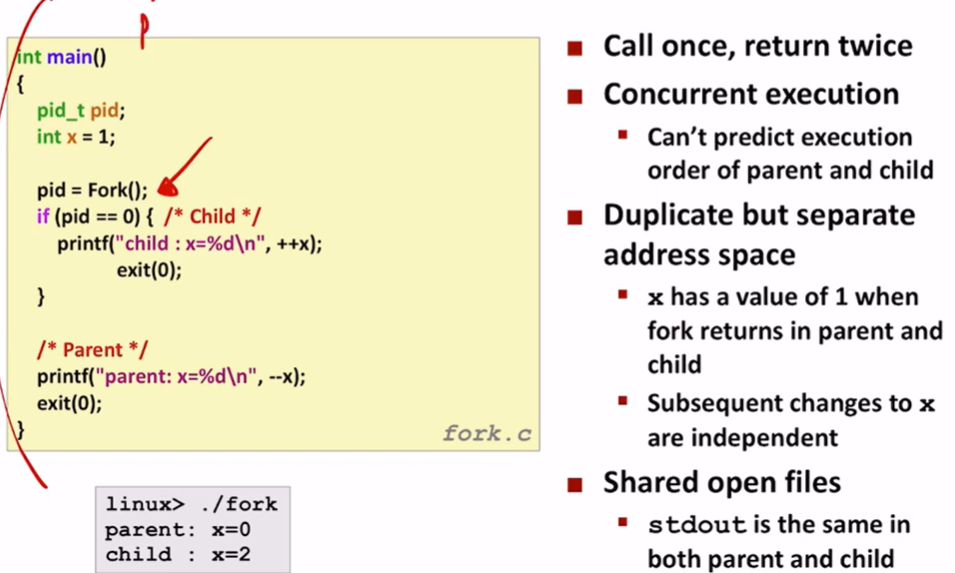 p
int main()
{
pid_t pid;
int x = 1;
pid = Fork();
if (pid == 0) { /* Child */
printf("child : x=%d\n", ++x);
exit(0);
}
/* Parent */
printf("parent: x=%d\n", --x);
exit(0);
}
fork.c
linux> ./fork
parent: x=0
child : x=2
Call once, return twice
Concurrent execution
Can't predict execution
order of parent and child
Duplicate but separate
address space
x has a value of 1 when
fork returns in parent and
child
Subsequent changes to x
are independent
Shared open files
stdout is the same in
both parent and child